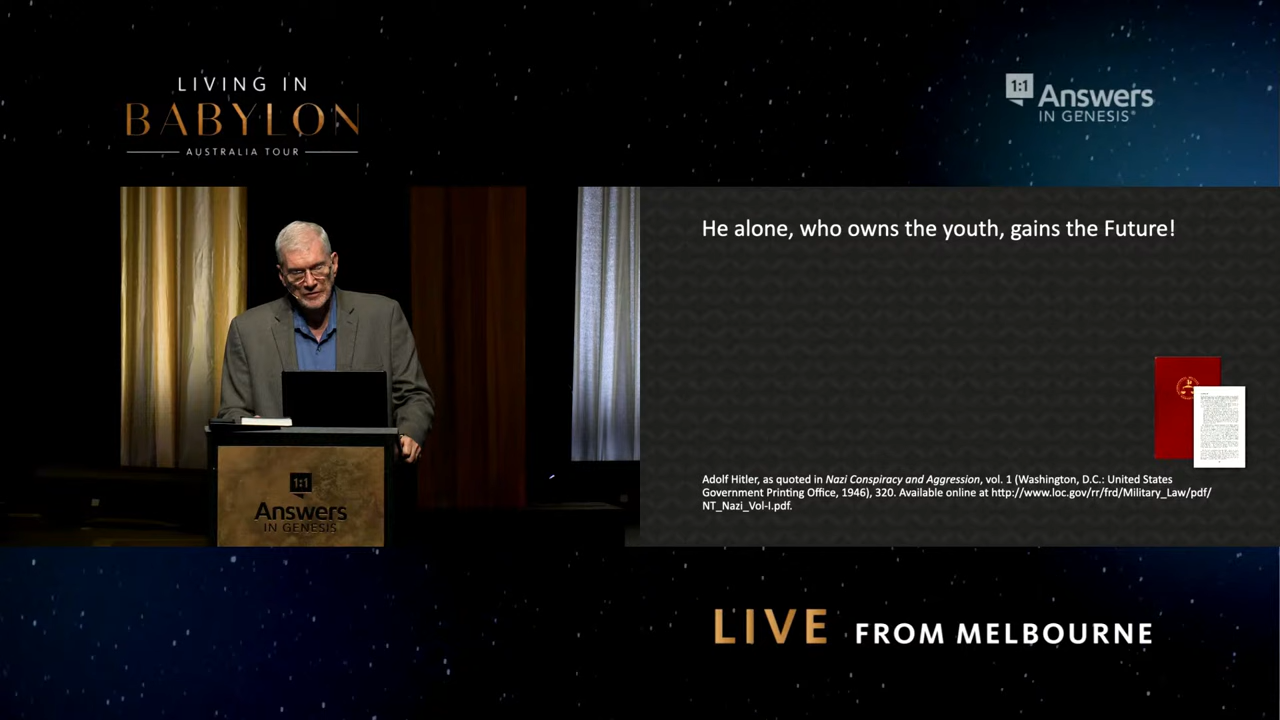 LIVING IN
BABYLON
AUSTRALIA TOUR
1:1
Answers
IN GENESIS®
He alone, who owns the youth, gains the Future!
Adolf Hitler, as quoted in Nazi Conspiracy and Aggression, vol. 1 (Washington, D.C.: United States
Government Printing Office, 1946), 320. Available online at http://www.loc.gov/rr/frd/Military_Law/pdf/
NT_Nazi_Vol-I.pdf.
1:1
Answers
IN GENESIS
LIVE FROM MELBOURNE